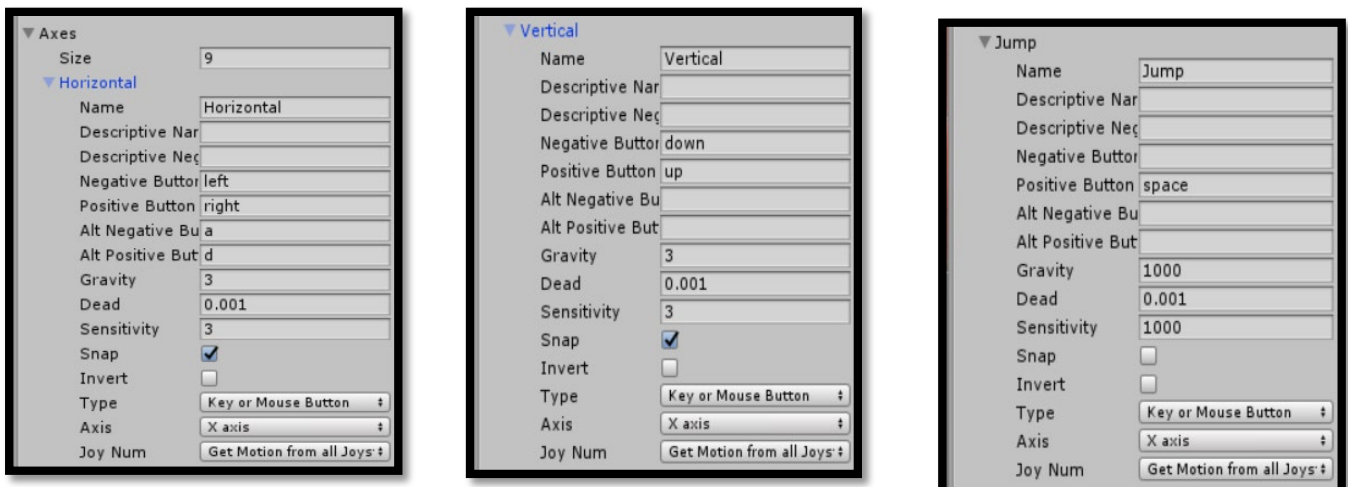 Axes
Size 9
Horizontal
Name Horizontal
Descriptive Nar
Descriptive Neg
Negative Buttor left
Positive Button right
Alt Negative Bu a
Alt Positive But d
Gravity 3
Dead 0.001
Sensitivity 3
Snap
Invert
Type Key or Mouse Button
Axis X axis
Joy Num Get Motion from all Joys
Vertical
Name Vertical
Descriptive Nar
Descriptive Neg
Negative Buttor down
Positive Button up
Alt Negative Bu
Alt Positive But
Gravity 3
Dead 0.001
Sensitivity 3
Snap
Invert
Type Key or Mouse Button
Axis X axis
Joy Num Get Motion from all Joys
Jump
Name Jump
Descriptive Nar
Descriptive Neg
Negative Buttor
Positive Button space
Alt Negative Bu
Alt Positive But
Gravity 1000
Dead 0.001
Sensitivity 1000
Snap
Invert
Type Key or Mouse Button
Axis X axis
Joy Num Get Motion from all Joys